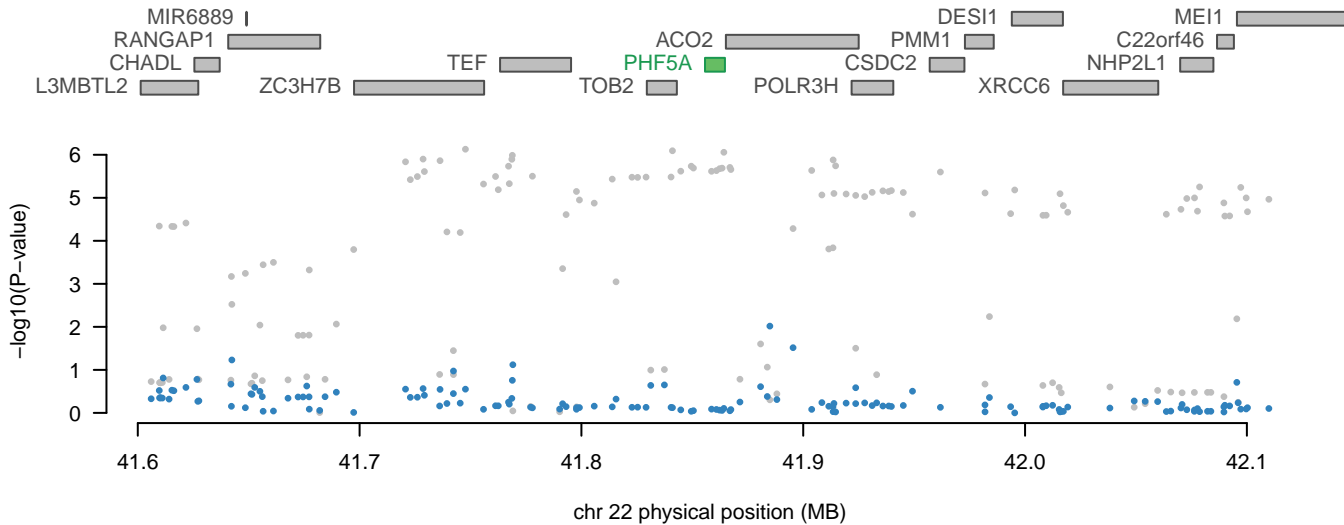 MIR6889 DESI1 MEI1
RANGAP1 ACO2 PMM1 C22orf46
CHADL TEF PHF5A CSDC2 NHP2L1
L3MBTL2 ZC3H7B TOB2 POLR3H XRCC6
6
5
4
3
2
1
0
−log10(P−value)
41.6 41.7 41.8 41.9 42.0 42.1
chr 22 physical position (MB)